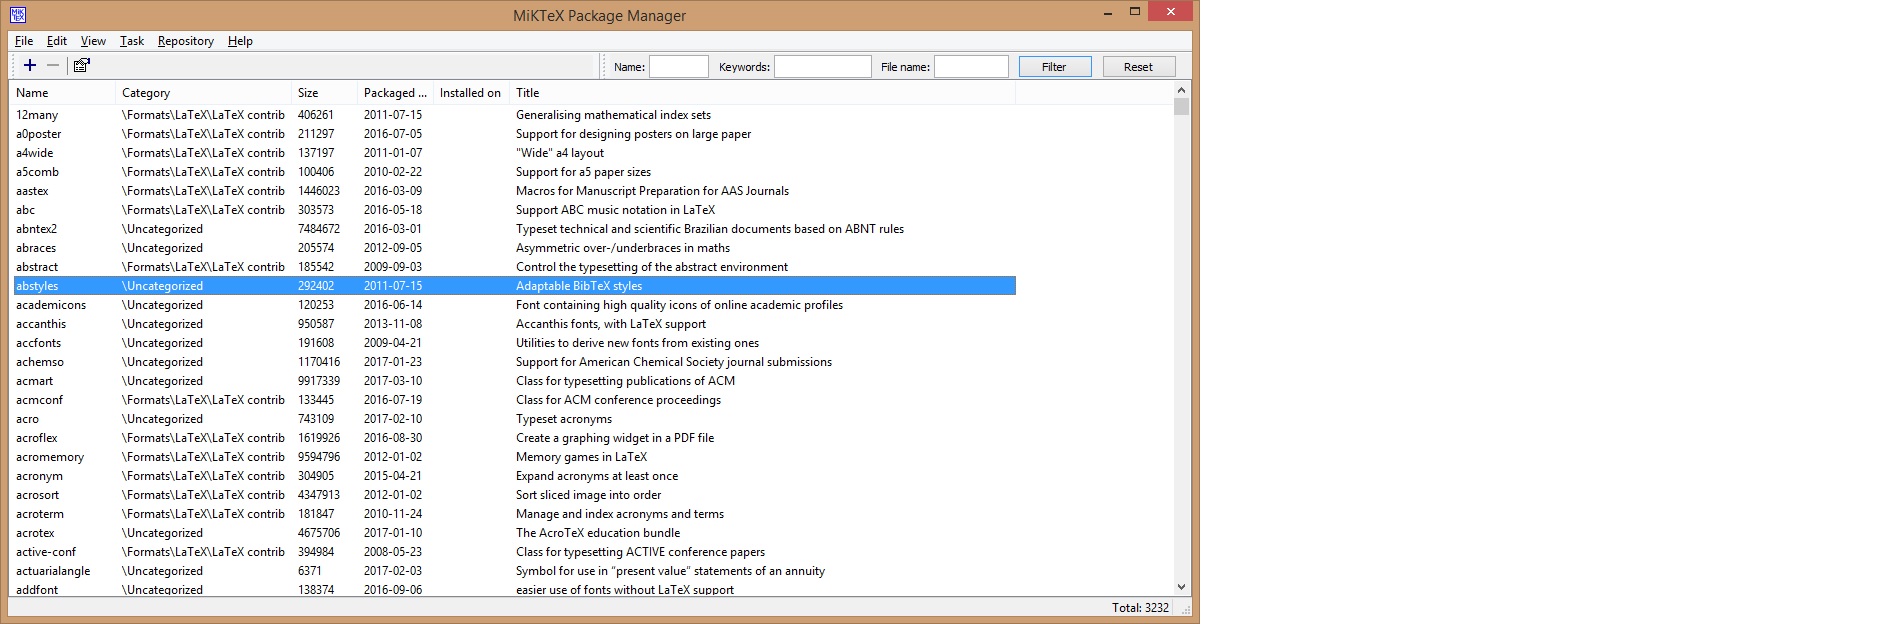 MiKTeX Package Manager
File Edit View Task Repository Help
Name: Keywords: File name: Filter Reset
Name Category Size Packaged ... Installed on Title
12many \Formats\LaTeX\LaTeX contrib 406261 2011-07-15 Generalising mathematical index sets
a0poster \Formats\LaTeX\LaTeX contrib 211297 2016-07-05 Support for designing posters on large paper
a4wide \Formats\LaTeX\LaTeX contrib 137197 2011-01-07 "Wide" a4 layout
a5comb \Formats\LaTeX\LaTeX contrib 100406 2010-02-22 Support for a5 paper sizes
aastex \Formats\LaTeX\LaTeX contrib 1446023 2016-03-09 Macros for Manuscript Preparation for AAS Journals
abc \Formats\LaTeX\LaTeX contrib 303573 2016-05-18 Support ABC music notation in LaTeX
abntex2 \Uncategorized 7484672 2016-03-01 Typeset technical and scientific Brazilian documents based on ABNT rules
abraces \Uncategorized 205574 2012-09-05 Asymmetric over-/underbraces in maths
abstract \Formats\LaTeX\LaTeX contrib 185542 2009-09-03 Control the typesetting of the abstract environment
abstyles \Uncategorized 292402 2011-07-15 Adaptable BibTeX styles
academicons \Uncategorized 120253 2016-06-14 Font containing high quality icons of online academic profiles
accanthis \Uncategorized 950587 2013-11-08 Accanthis fonts, with LaTeX support
accfonts \Uncategorized 191608 2009-04-21 Utilities to derive new fonts from existing ones
achemso \Uncategorized 1170416 2017-01-23 Support for American Chemical Society journal submissions
acmart \Uncategorized 9917339 2017-03-10 Class for typesetting publications of ACM
acmconf \Formats\LaTeX\LaTeX contrib 133445 2016-07-19 Class for ACM conference proceedings
acro \Uncategorized 743109 2017-02-10 Typeset acronyms
acroflex \Formats\LaTeX\LaTeX contrib 1619926 2016-08-30 Create a graphing widget in a PDF file
acromemory \Formats\LaTeX\LaTeX contrib 9594796 2012-01-02 Memory games in LaTeX
acronym \Formats\LaTeX\LaTeX contrib 304905 2015-04-21 Expand acronyms at least once
acrosort \Formats\LaTeX\LaTeX contrib 4347913 2012-01-02 Sort sliced image into order
acroterm \Formats\LaTeX\LaTeX contrib 181847 2010-11-24 Manage and index acronyms and terms
acrotex \Uncategorized 4675706 2017-01-10 The AcroTeX education bundle
active-conf \Formats\LaTeX\LaTeX contrib 394984 2008-05-23 Class for typesetting ACTIVE conference papers
actuarialangle \Uncategorized 6371 2017-02-03 Symbol for use in "present value" statements of an annuity
addfont \Uncategorized 138374 2016-09-06 easier use of fonts without LaTeX support
Total: 3232